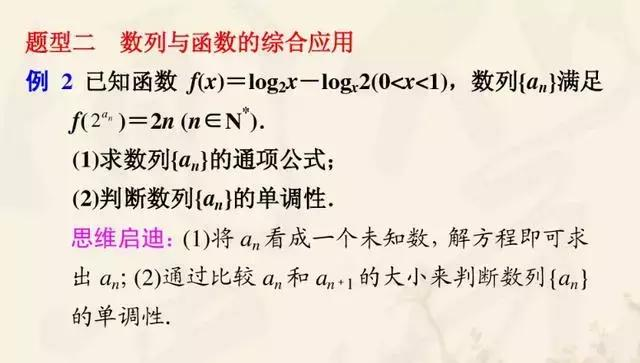 题型二 数列与函数的综合应用
例 2 已知函数 f(x)=log₂x-logₓ2(0<x<1),数列{aₙ}满足
f(2^{aₙ})=2n (n∈N*).
(1)求数列{aₙ}的通项公式;
(2)判断数列{aₙ}的单调性.
思维启迪:(1)将 aₙ 看成一个未知数,解方程即可求
出 aₙ; (2)通过比较 aₙ 和 aₙ₊₁ 的大小来判断数列{aₙ}
的单调性.